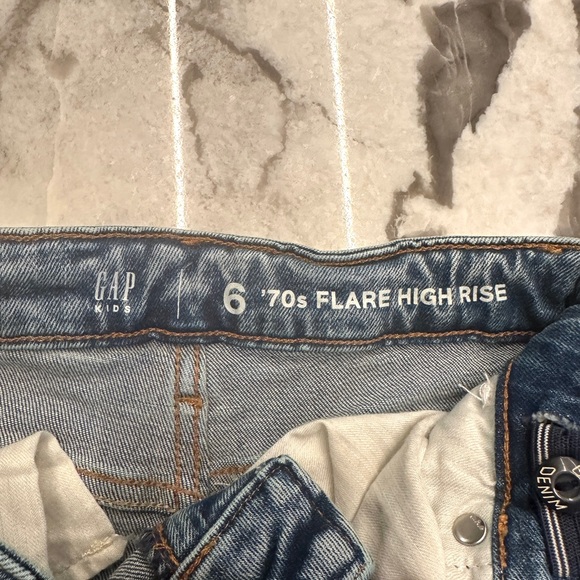 GAP
KIDS
6 '70s FLARE HIGH RISE
DENIM